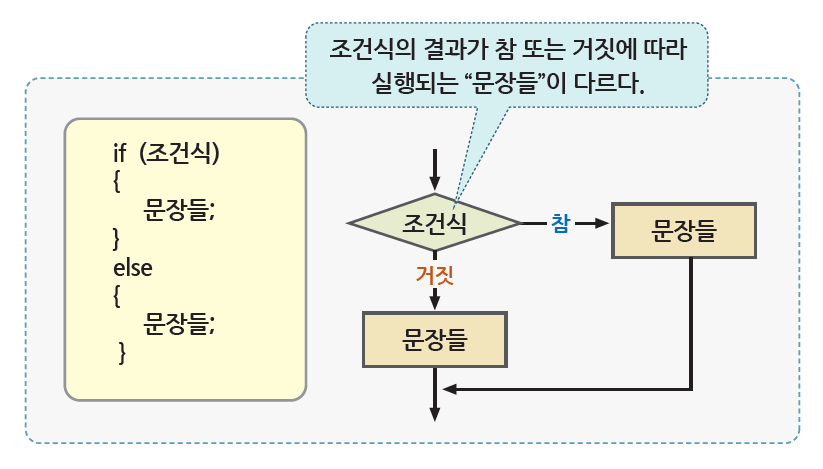 조건식의 결과가 참 또는 거짓에 따라
실행되는 “문장들”이 다르다.
if (조건식)
{
문장들;
}
else
{
문장들;
}
조건식
참
문장들
거짓
문장들